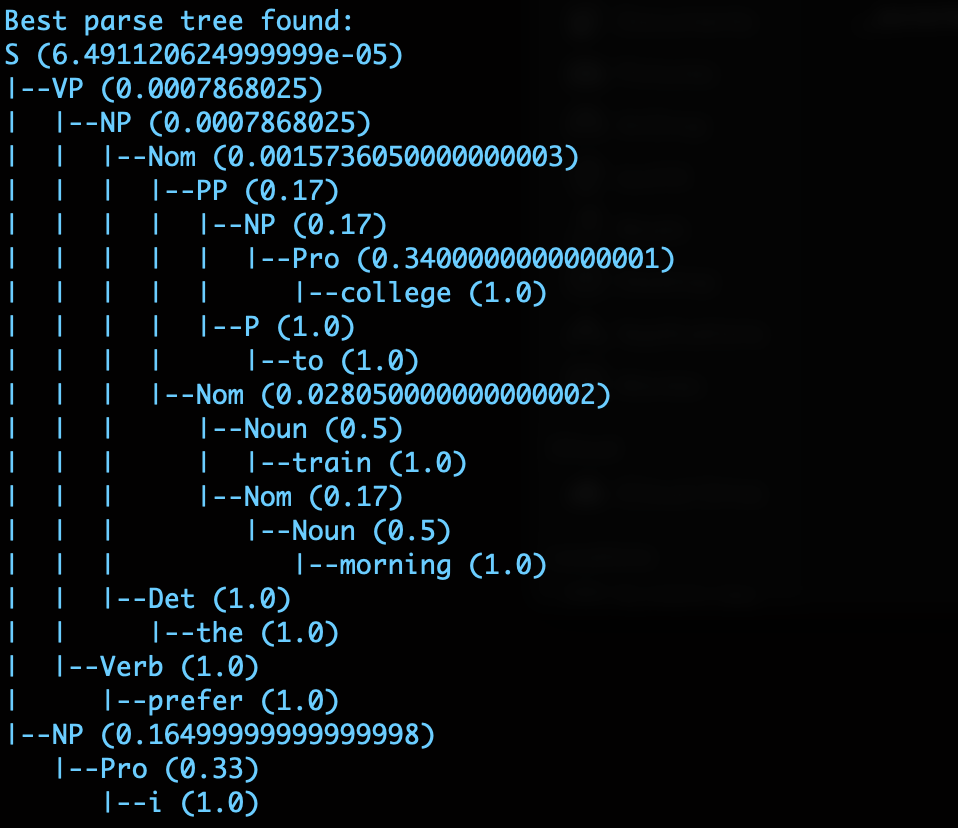 Best parse tree found:
S (6.491120624999999e-05)
|--VP (0.0007868025)
|  |--NP (0.0007868025)
|  |  |--Nom (0.0015736050000000003)
|  |  |  |--PP (0.17)
|  |  |  |  |--NP (0.17)
|  |  |  |  |  |--Pro (0.3400000000000001)
|  |  |  |  |     |--college (1.0)
|  |  |  |  |--P (1.0)
|  |  |  |     |--to (1.0)
|  |  |  |--Nom (0.028050000000000002)
|  |  |     |--Noun (0.5)
|  |  |     |  |--train (1.0)
|  |  |     |--Nom (0.17)
|  |  |        |--Noun (0.5)
|  |  |           |--morning (1.0)
|  |  |--Det (1.0)
|  |     |--the (1.0)
|  |--Verb (1.0)
|     |--prefer (1.0)
|--NP (0.16499999999999998)
   |--Pro (0.33)
      |--i (1.0)